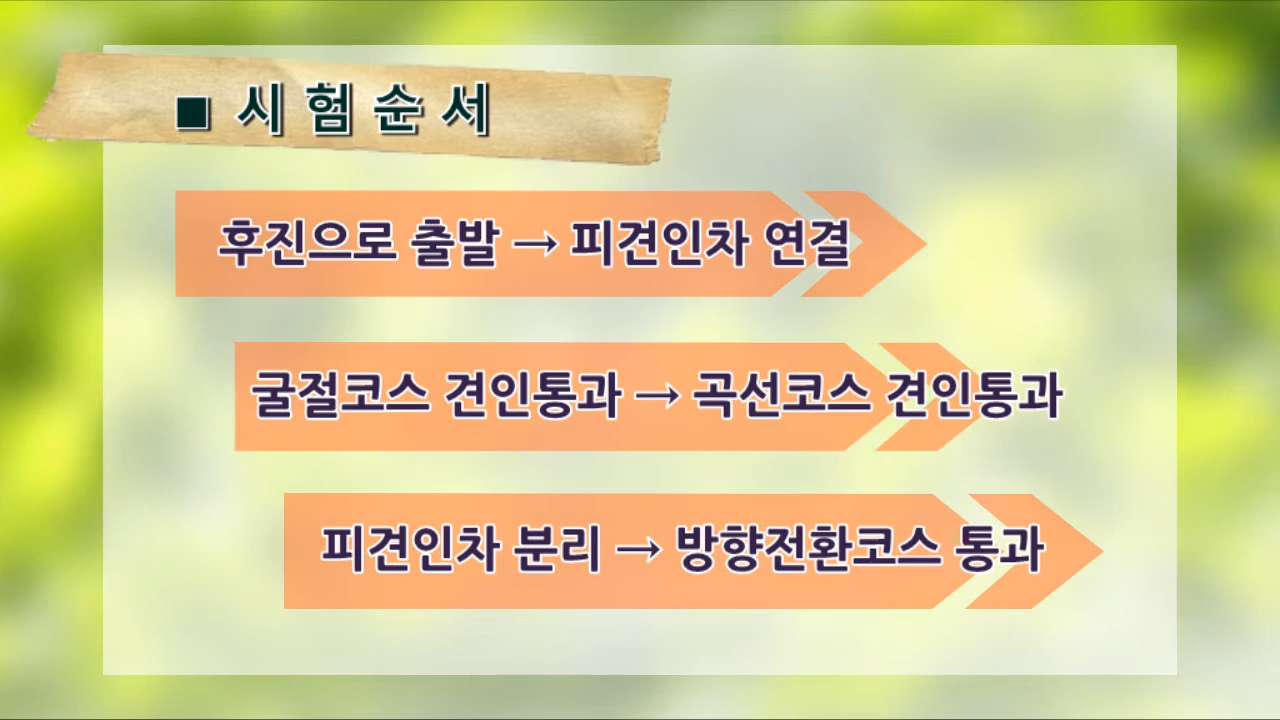 ■ 시 험 순 서
후진으로 출발 → 피견인차 연결
굴절코스 견인통과 → 곡선코스 견인통과
피견인차 분리 → 방향전환코스 통과